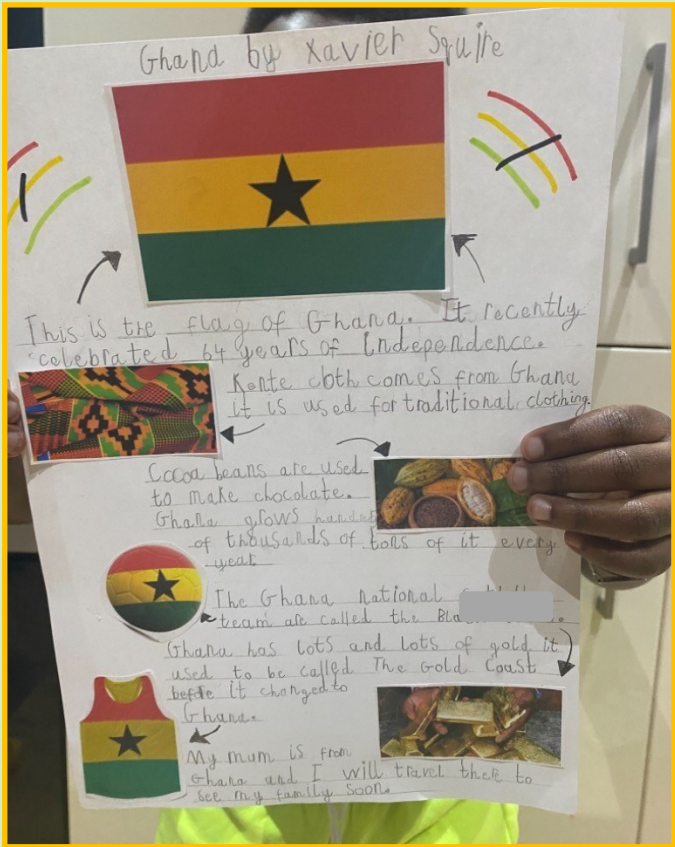 Ghana by Xavier Squire
This is the flag of Ghana. It recently
celebrated 64 years of independence.
Kente cloth comes from Ghana
it is used for traditional clothing.
Cocoa beans are used
to make chocolate.
Ghana grows
of thousands of tons of it every
year
The Ghana national
team are called the
Ghana has lots and lots of gold it
used to be called The Gold Coast
before it changed to
Ghana.
My mum is from
Ghana and I will travel there to
see my family soon.